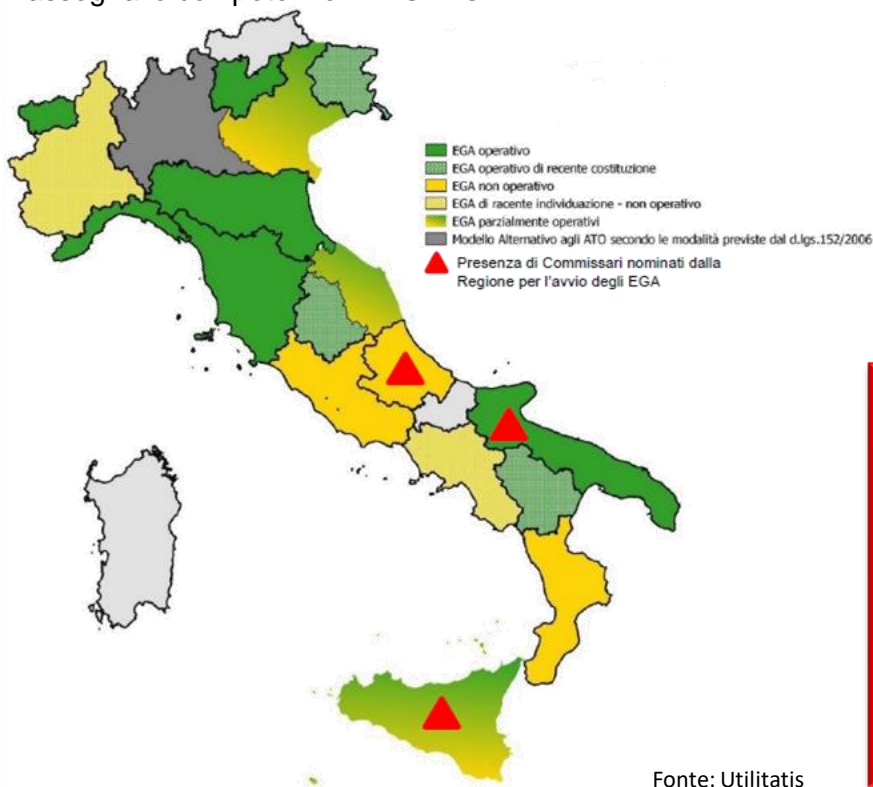 EGA operativo
EGA operativo di recente costituzione
EGA non operativo
EGA di racente individuazione - non operativo
EGA parzialmente operativi
Modello Alternativo agli ATO secondo le modalità previste dal d.lgs.152/2006
Presenza di Commissari nominati dalla
Regione per l'avvio degli EGA
Fonte: Utilitatis